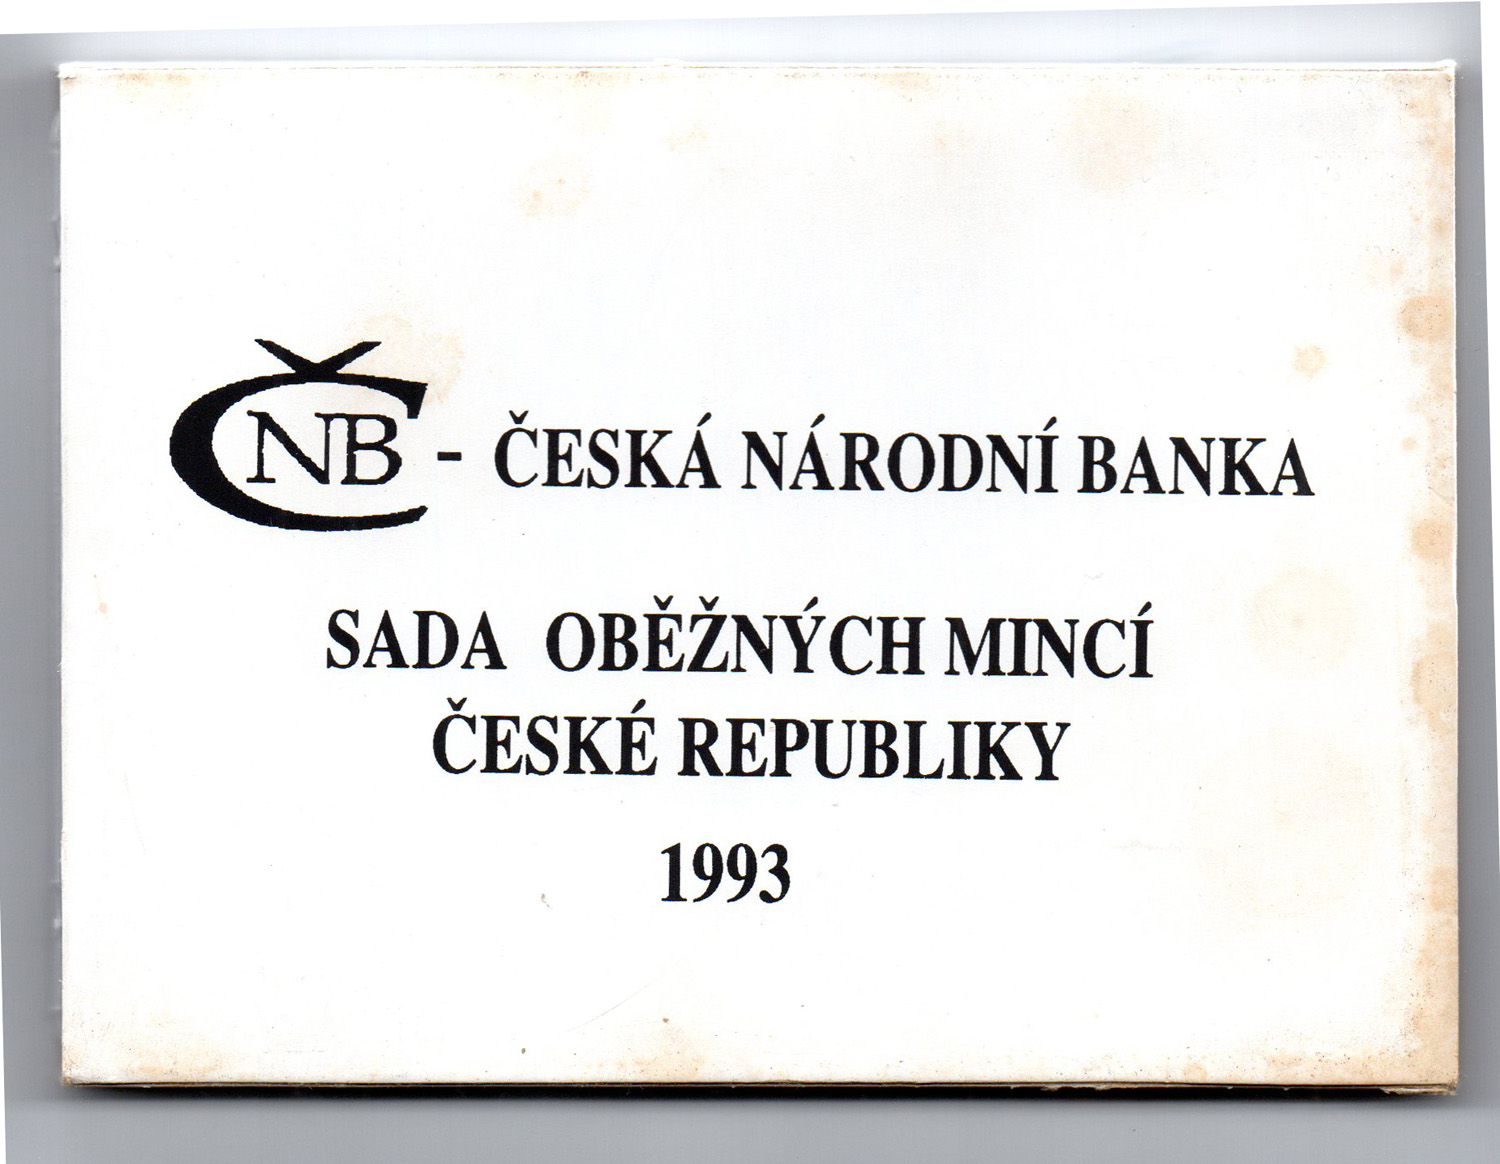 ČNB - ČESKÁ NÁRODNÍ BANKA
SADA OBĚŽNÝCH MINCÍ
ČESKÉ REPUBLIKY
1993